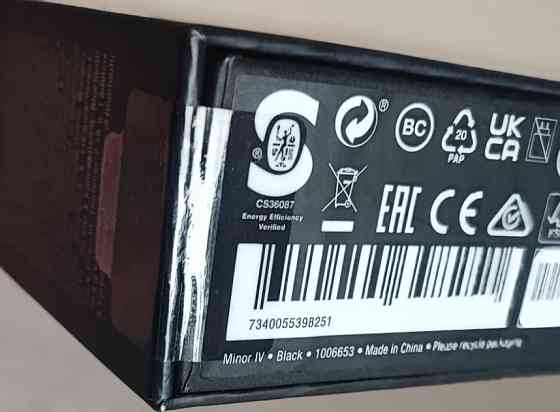 ®
BC
20
PAP
UK
CA
®
CS36087
Energy Efficiency
Verified
EAC
CE
7340055398251
Minor IV • Black • 1006653 • Made in China • Please recycle packaging